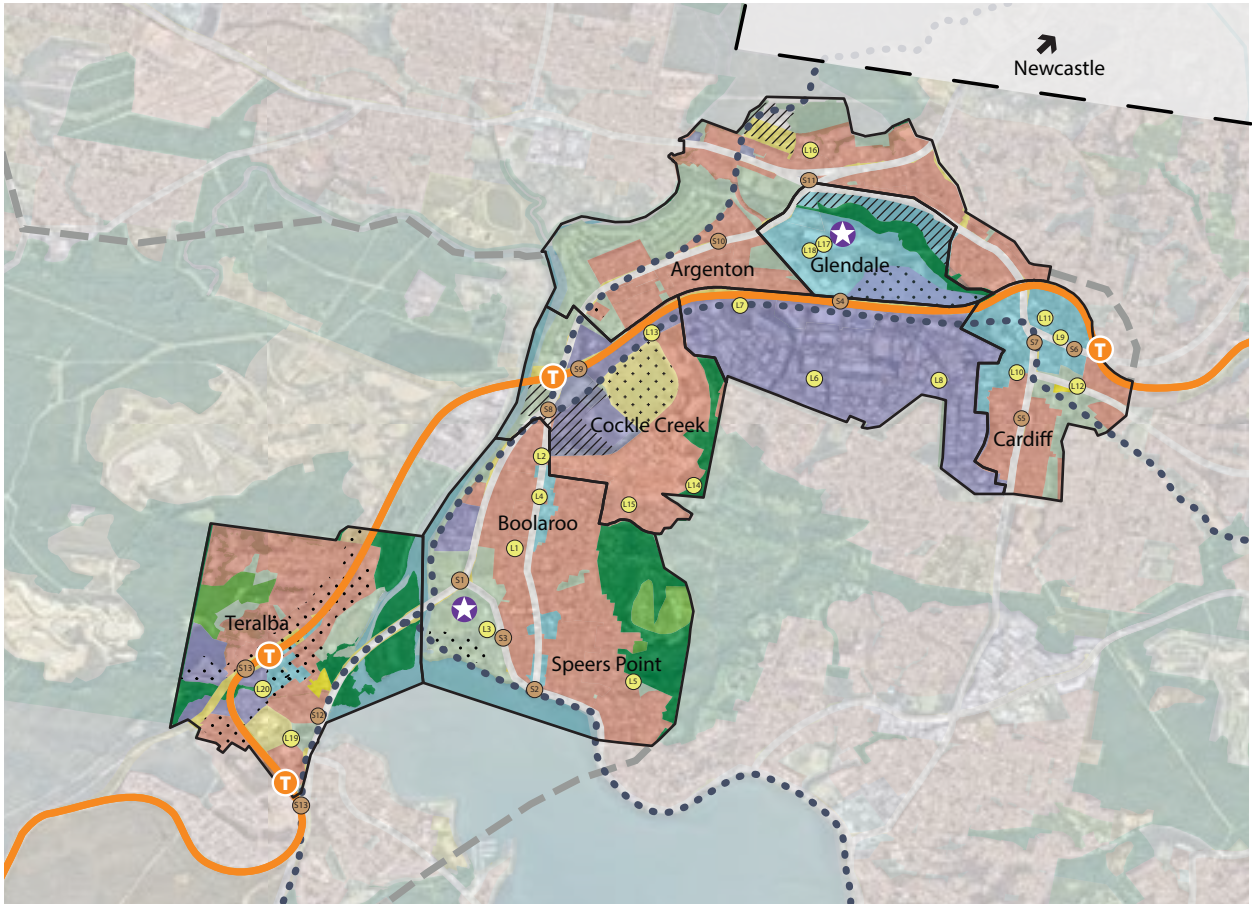 Newcastle
L16
S11
S10
L17
L18
Glendale
Argenton
S4
L7
L11
L13
S7
L9
S6
T
S9
T
L6
L8
L10
L12
S8
S5
Cockle Creek
Cardiff
L2
L14
L4
L15
Boolaroo
L1
S1
Teralba
L3
S3
T
S13
Speers Point
L20
L5
S2
S12
L19
T
S13